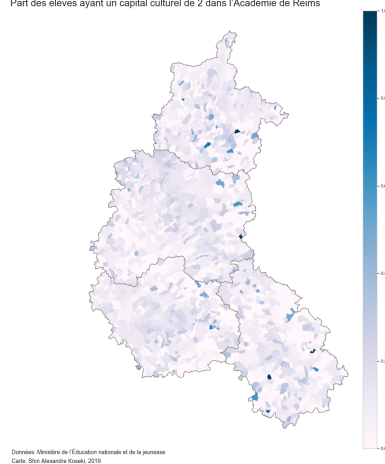 Part des élèves ayant un capital culturel de 2 dans l'Académie de Reims
Données: Ministère de l'Éducation nationale et de la jeunesse
Carte: Shin Alexandre Koseki, 2019